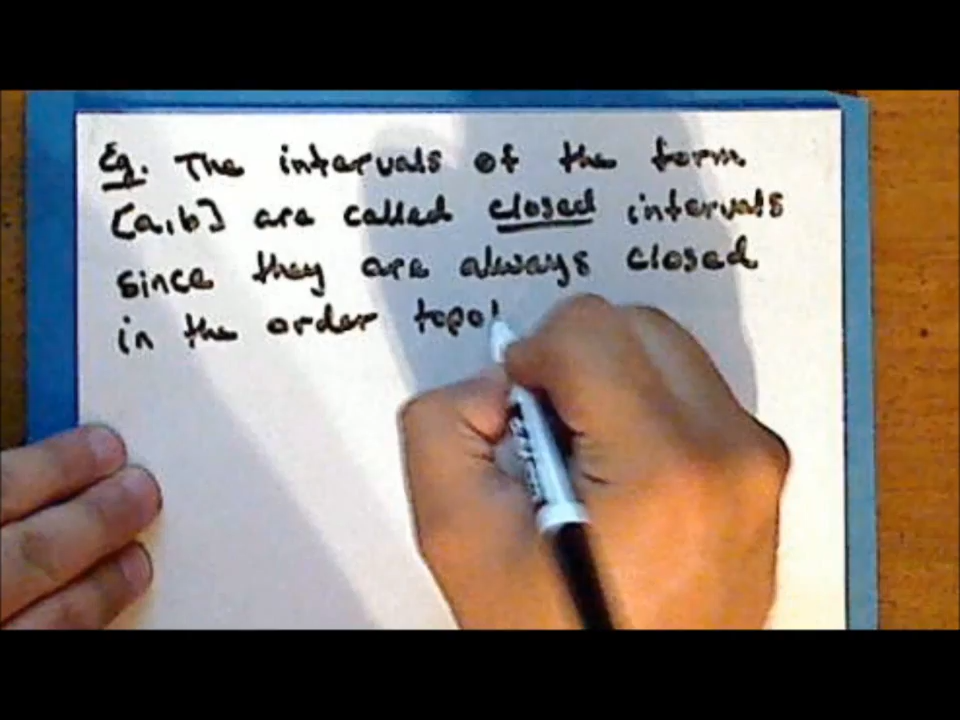 Eg. The intervals of the form
[a,b] are called closed intervals
since they are always closed
in the order topol